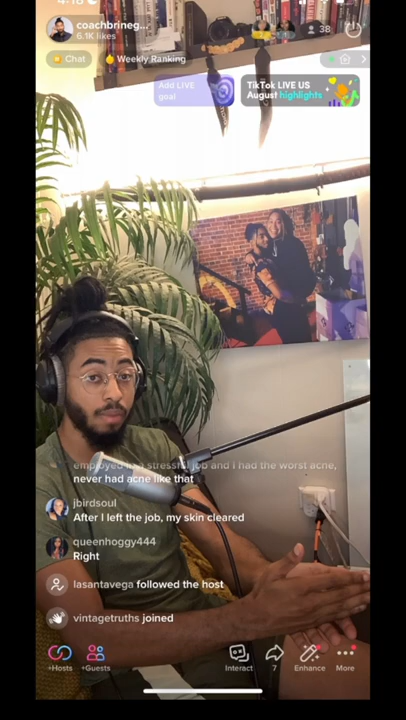 coachbrineg...
6.1K likes
38
Chat
Weekly Ranking
Add LIVE
goal
TikTok LIVE US
August highlights
employed in a stressful job and I had the worst acne,
never had acne like that
jbirdsoul
After I left the job, my skin cleared
queenhoggy444
Right
lasantavega followed the host
vintagetruths joined
+Hosts
+Guests
Interact
7
Enhance
More